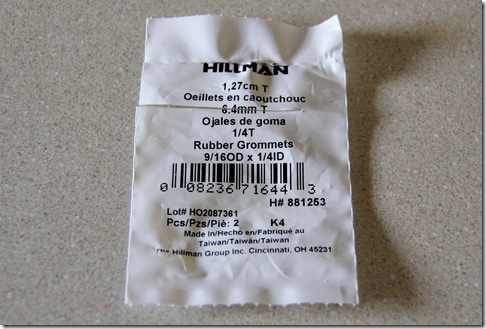 HILLMAN
1,27cm T
Oeillets en caoutchouc
6.4mm T
Ojales de goma
1/4T
Rubber Grommets
9/16OD x 1/4ID
0 08236 71644 3
H# 881253
Lot# HO2087361
Pcs/Pzs/Piè: 2 K4
Made In/Hecho en/Fabriqué au
Taiwan/Taiwán/Taiwan
The Hillman Group Inc. Cincinnati, OH 45231